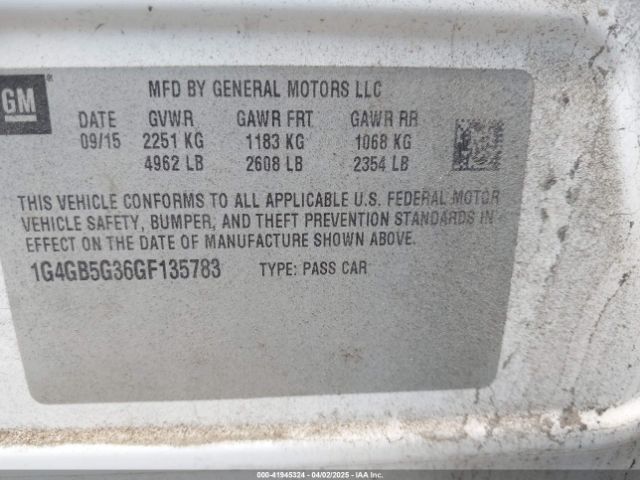 GM ®
MFD BY GENERAL MOTORS LLC
DATE GVWR GAWR FRT GAWR RR
09/15 2251 KG 1183 KG 1068 KG
4962 LB 2608 LB 2354 LB
THIS VEHICLE CONFORMS TO ALL APPLICABLE U.S. FEDERAL MOTOR
VEHICLE SAFETY, BUMPER, AND THEFT PREVENTION STANDARDS IN
EFFECT ON THE DATE OF MANUFACTURE SHOWN ABOVE.
1G4GB5G36GF135783 TYPE: PASS CAR
000-41945324 | 04/02/2025 - IAA Inc.